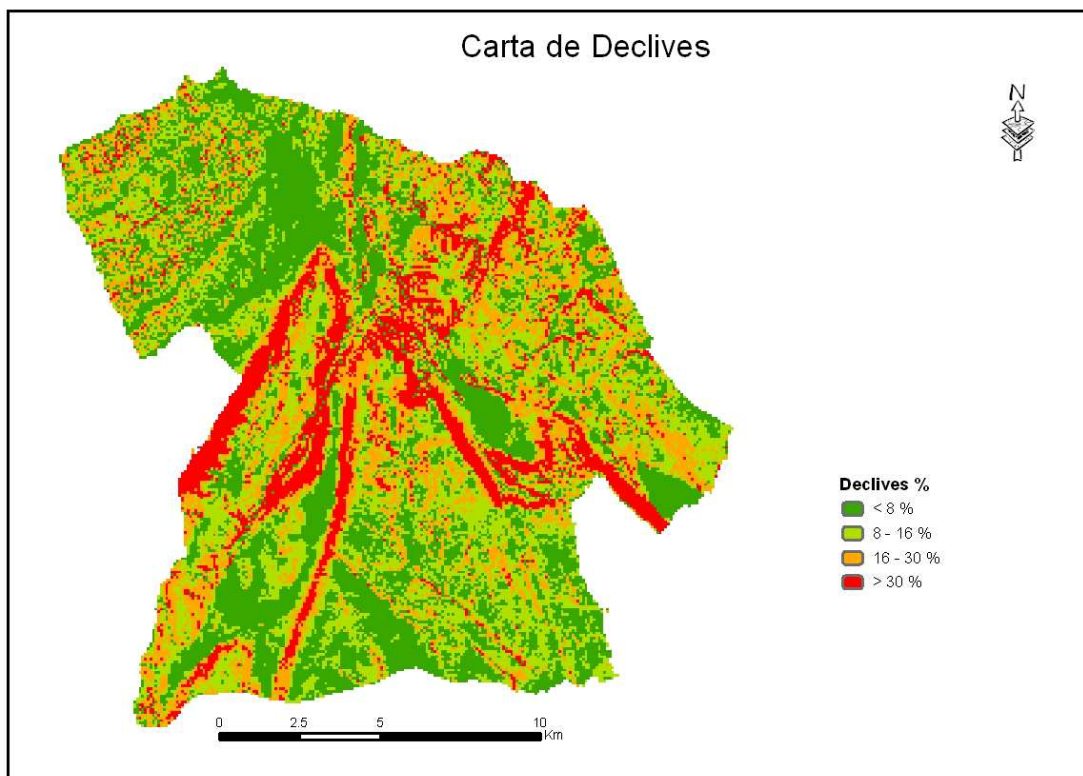 Carta de Declives
N
Declives %
< 8 %
8 - 16 %
16 - 30 %
> 30 %
0 2.5 5 10
Km